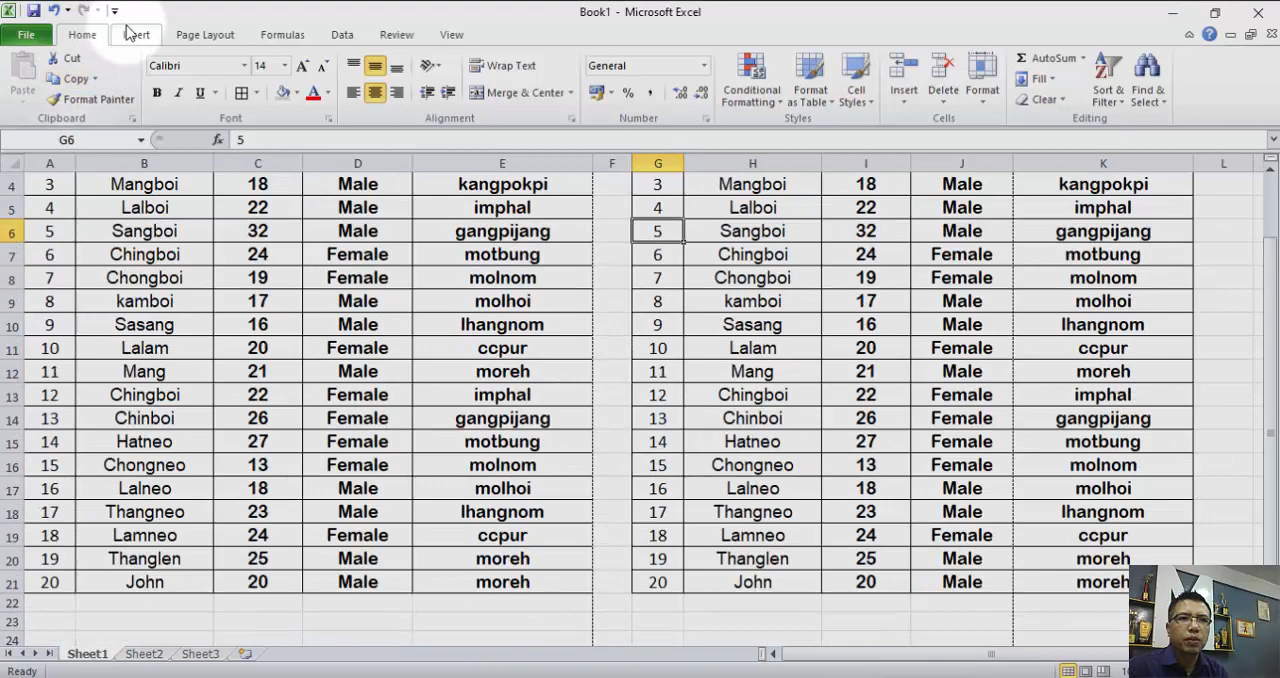 Book1 - Microsoft Excel
File Home Insert Page Layout Formulas Data Review View
Paste Cut Copy Format Painter Clipboard
Calibri 14 B I U A Font
Wrap Text Merge & Center Alignment
General % , Number
Conditional Formatting Format as Table Cell Styles Styles
Insert Delete Format Cells
Σ AutoSum Fill Clear Sort & Filter Find & Select Editing
G6 fx 5
A B C D E F G H I J K L
4 3 Mangboi 18 Male kangpokpi 3 Mangboi 18 Male kangpokpi
5 4 Lalboi 22 Male imphal 4 Lalboi 22 Male imphal
6 5 Sangboi 32 Male gangpijang 5 Sangboi 32 Male gangpijang
7 6 Chingboi 24 Female motbung 6 Chingboi 24 Female motbung
8 7 Chongboi 19 Female molnom 7 Chongboi 19 Female molnom
9 8 kamboi 17 Male molhoi 8 kamboi 17 Male molhoi
10 9 Sasang 16 Male lhangnom 9 Sasang 16 Male lhangnom
11 10 Lalam 20 Female ccpur 10 Lalam 20 Female ccpur
12 11 Mang 21 Male moreh 11 Mang 21 Male moreh
13 12 Chingboi 22 Female imphal 12 Chingboi 22 Female imphal
14 13 Chinboi 26 Female gangpijang 13 Chinboi 26 Female gangpijang
15 14 Hatneo 27 Female motbung 14 Hatneo 27 Female motbung
16 15 Chongneo 13 Female molnom 15 Chongneo 13 Female molnom
17 16 Lalneo 18 Male molhoi 16 Lalneo 18 Male molhoi
18 17 Thangneo 23 Male lhangnom 17 Thangneo 23 Male lhangnom
19 18 Lamneo 24 Female ccpur 18 Lamneo 24 Female ccpur
20 19 Thanglen 25 Male moreh 19 Thanglen 25 Male moreh
21 20 John 20 Male moreh 20 John 20 Male moreh
22
23
24
Sheet1 Sheet2 Sheet3
Ready